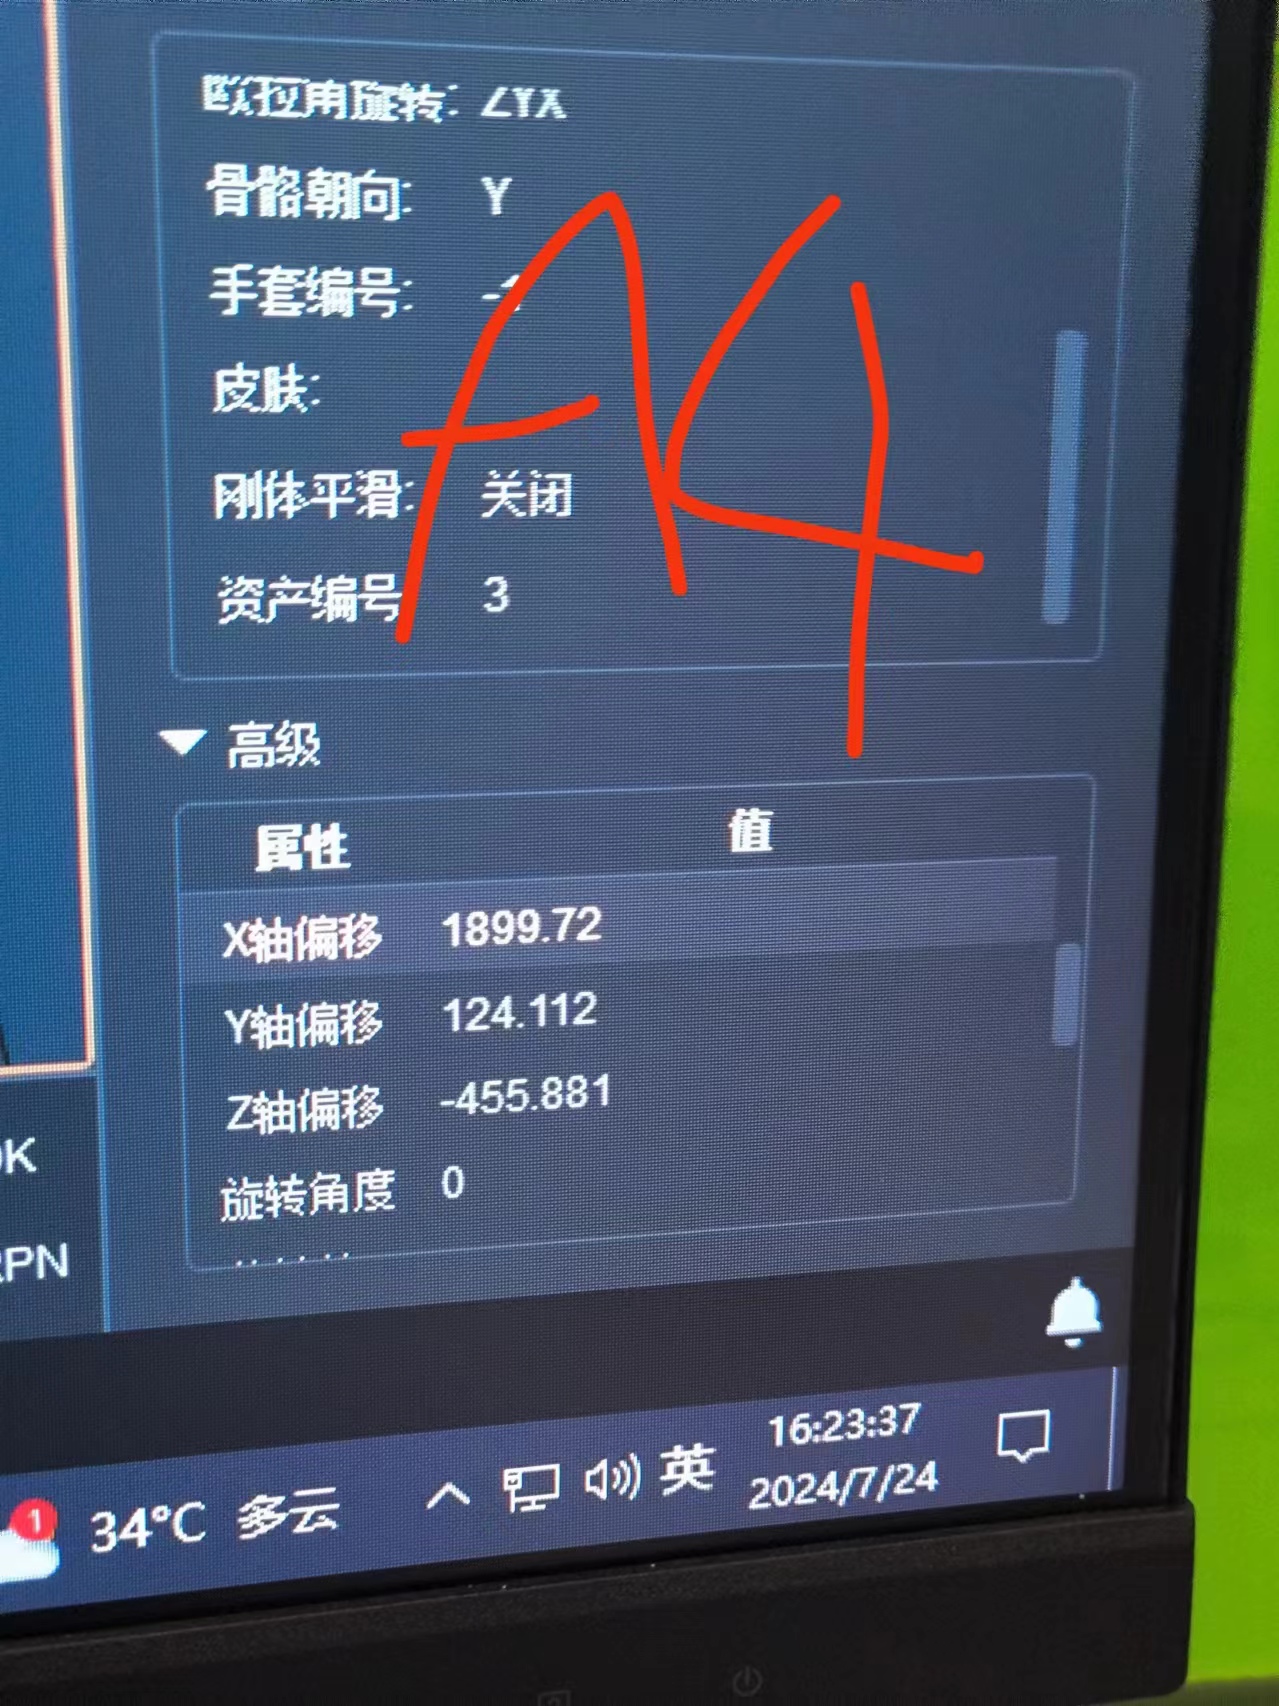 欧拉角旋转: ZYX
骨骼朝向: Y
手套编号: -1
皮肤:
刚体平滑: 关闭
资产编号 3
A4
高级
属性 值
X轴偏移 1899.72
Y轴偏移 124.112
Z轴偏移 -455.881
旋转角度 0
OK
RPN
1
34°C 多云
英
16:23:37
2024/7/24